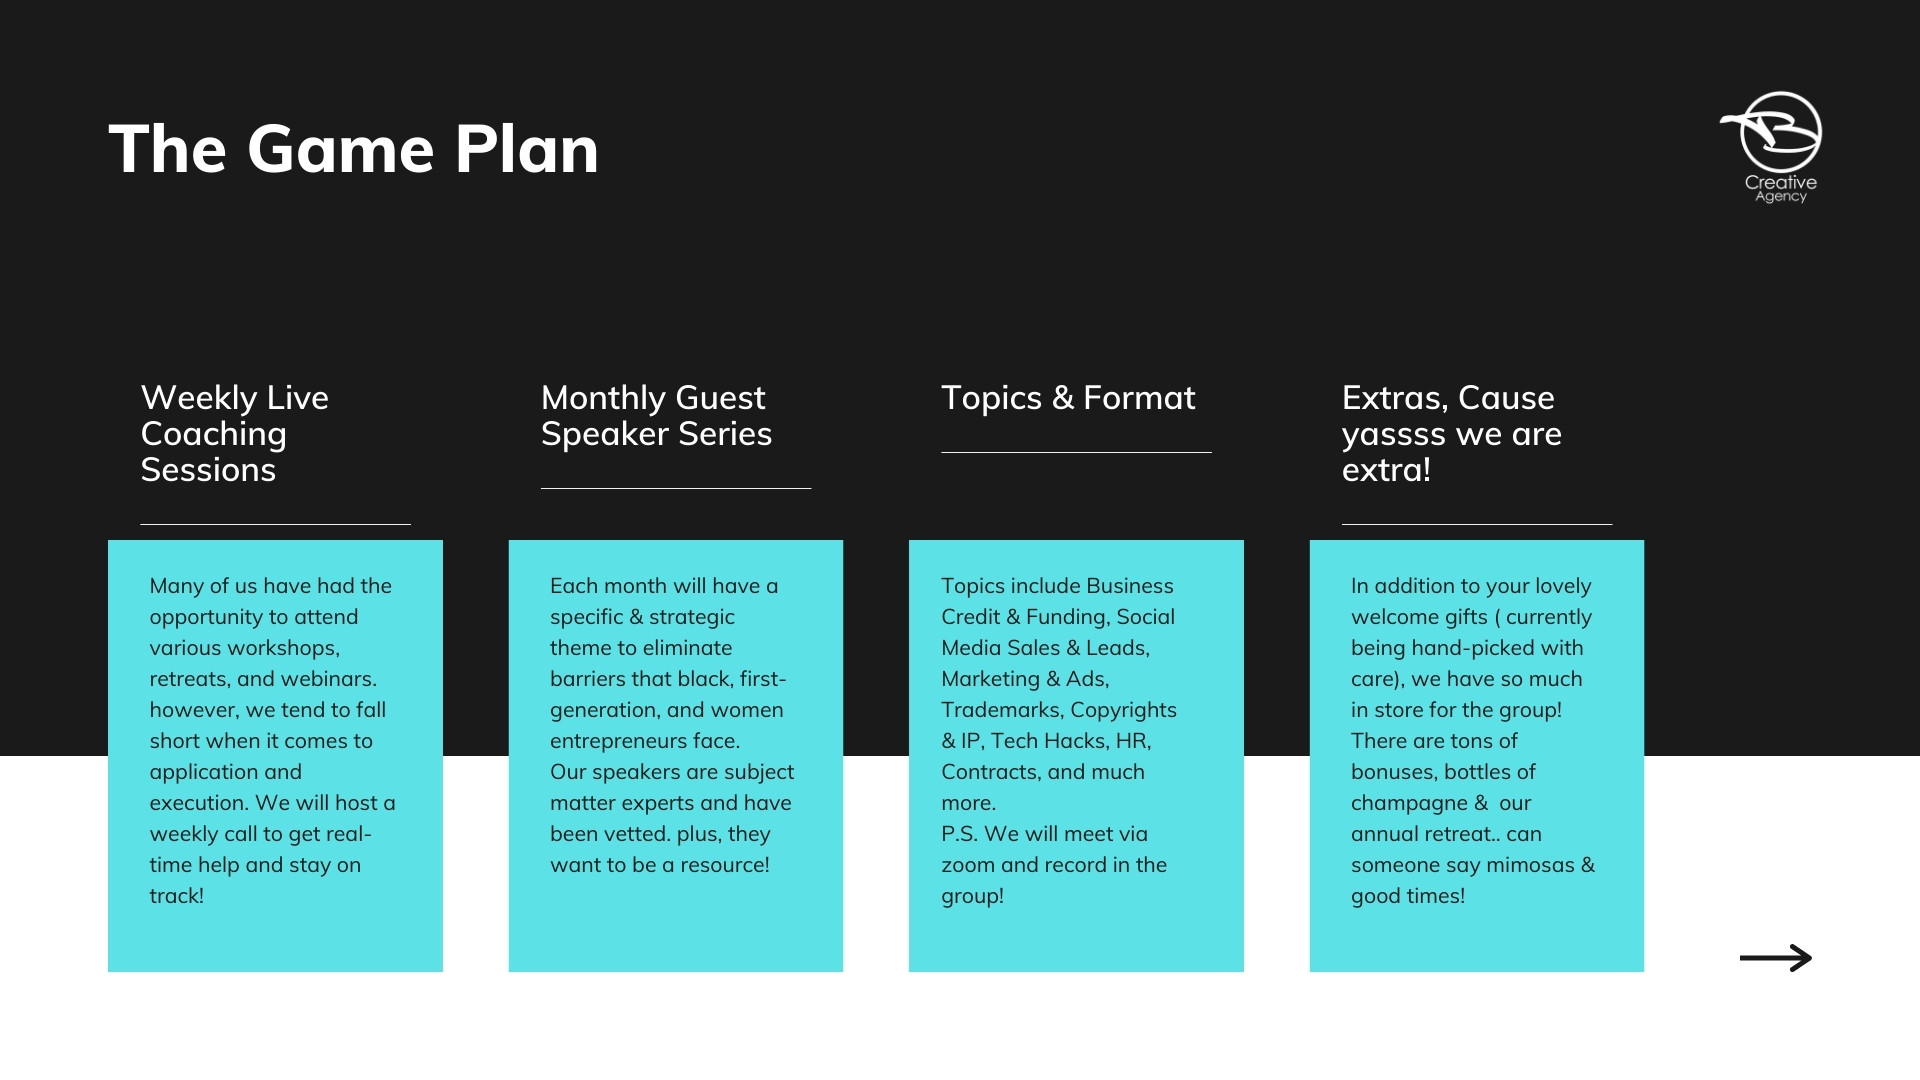 The Game Plan
Creative
Agency
Weekly Live
Coaching
Sessions
Many of us have had the
opportunity to attend
various workshops,
retreats, and webinars.
however, we tend to fall
short when it comes to
application and
execution. We will host a
weekly call to get real-
time help and stay on
track!
Monthly Guest
Speaker Series
Each month will have a
specific & strategic
theme to eliminate
barriers that black, first-
generation, and women
entrepreneurs face.
Our speakers are subject
matter experts and have
been vetted. plus, they
want to be a resource!
Topics & Format
Topics include Business
Credit & Funding, Social
Media Sales & Leads,
Marketing & Ads,
Trademarks, Copyrights
& IP, Tech Hacks, HR,
Contracts, and much
more.
P.S. We will meet via
zoom and record in the
group!
Extras, Cause
yassss we are
extra!
In addition to your lovely
welcome gifts ( currently
being hand-picked with
care), we have so much
in store for the group!
There are tons of
bonuses, bottles of
champagne &  our
annual retreat.. can
someone say mimosas &
good times!